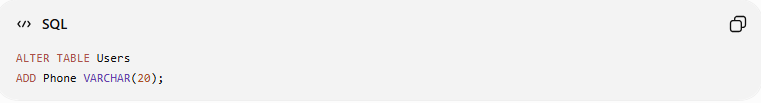 SQL
ALTER TABLE Users
ADD Phone VARCHAR(20);